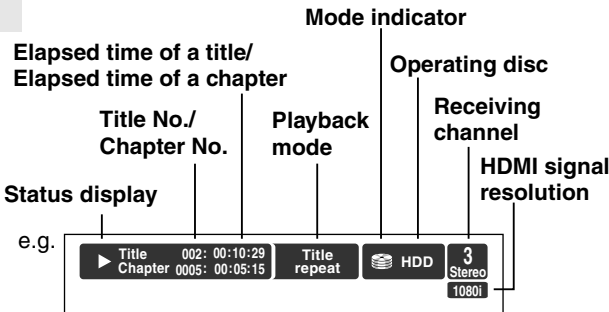 Mode indicator
Elapsed time of a title/
Elapsed time of a chapter
Operating disc
Title No./
Chapter No.
Playback
mode
Receiving
channel
HDMI signal
resolution
Status display
e.g.
Title 002: 00:10:29
Chapter 0005: 00:05:15
Title
repeat
HDD
3
Stereo
1080i